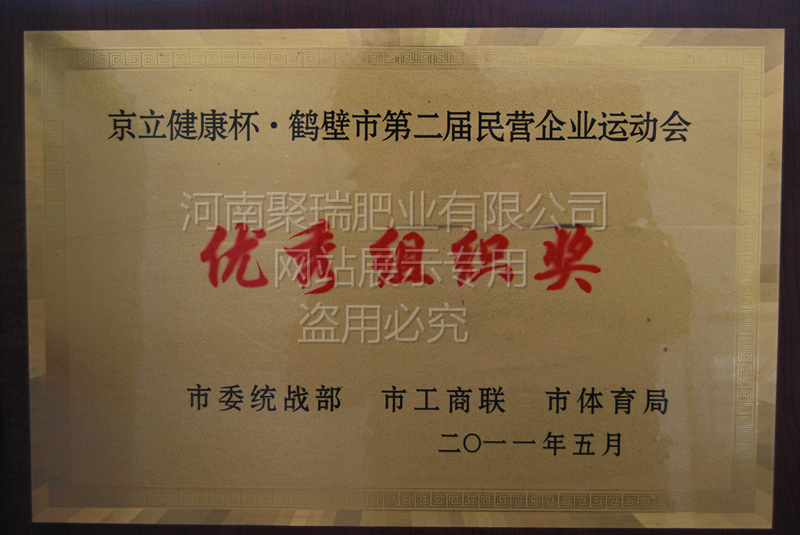 京立健康杯·鹤壁市第二届民营企业运动会
河南聚瑞肥业有限公司
优秀组织奖
网站展示专用
盗用必究
市委统战部 市工商联 市体育局
二〇一一年五月